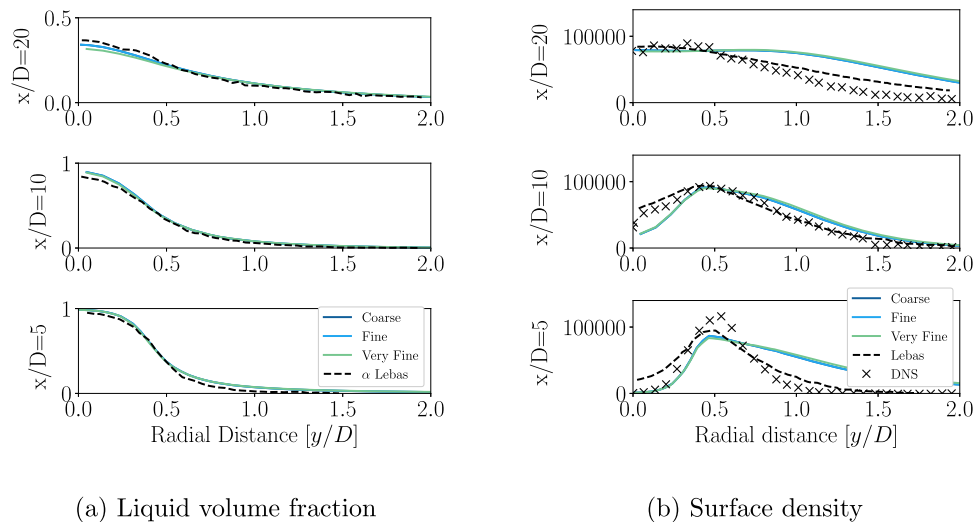 x/D=20
0.5
0.0
0.0 0.5 1.0 1.5 2.0
x/D=10
1
0
0.0 0.5 1.0 1.5 2.0
x/D=5
1
0
0.0 0.5 1.0 1.5 2.0
Coarse
Fine
Very Fine
α Lebas
Radial Distance [y/D]
(a) Liquid volume fraction
x/D=20
100000
0
0.0 0.5 1.0 1.5 2.0
x/D=10
100000
0
0.0 0.5 1.0 1.5 2.0
x/D=5
100000
0
0.0 0.5 1.0 1.5 2.0
Coarse
Fine
Very Fine
Lebas
DNS
Radial distance [y/D]
(b) Surface density